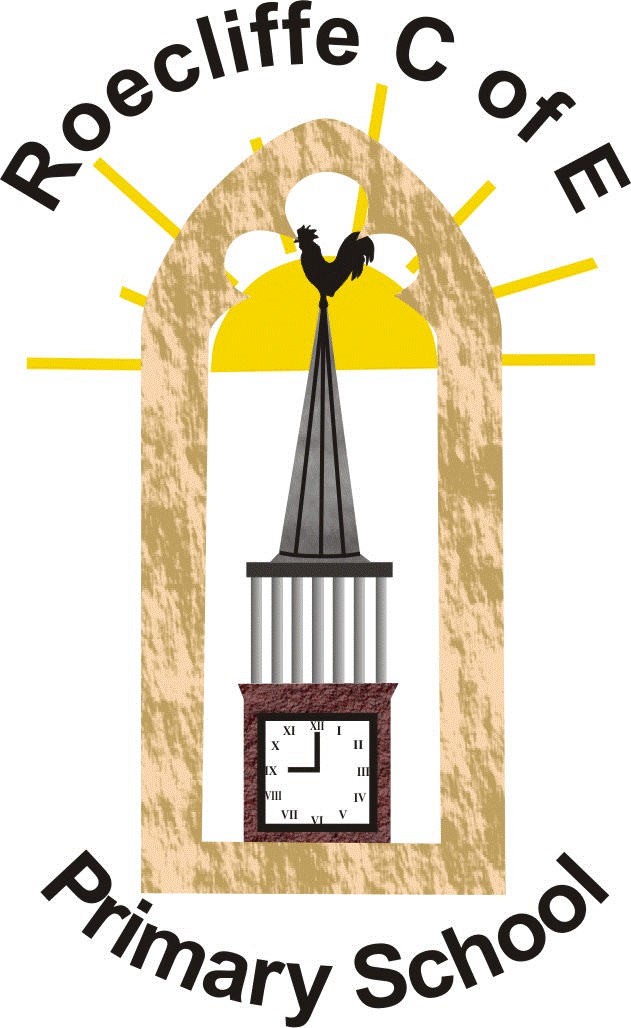 Roecliffe C of E
XII
XI I
X II
IX III
VIII IV
VII V
VI
Primary School